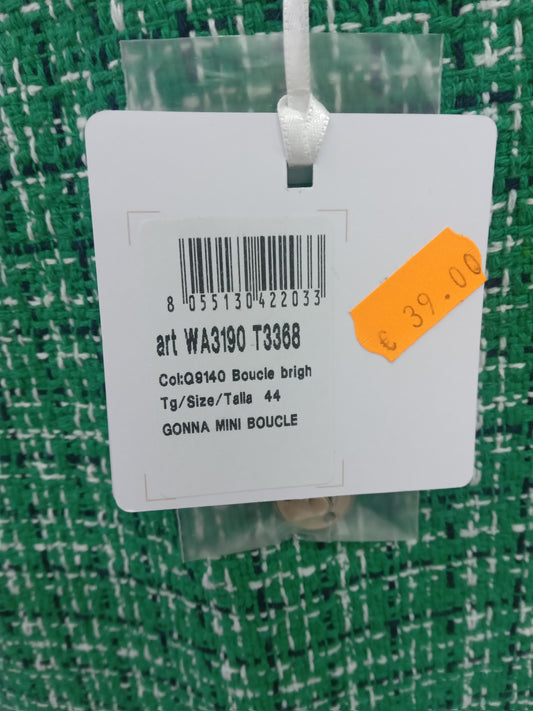 8 055130 422033
art WA3190 T3368
Col:Q9140 Boucle brigh
Tg/Size/Talla 44
GONNA MINI BOUCLE
€ 39.00